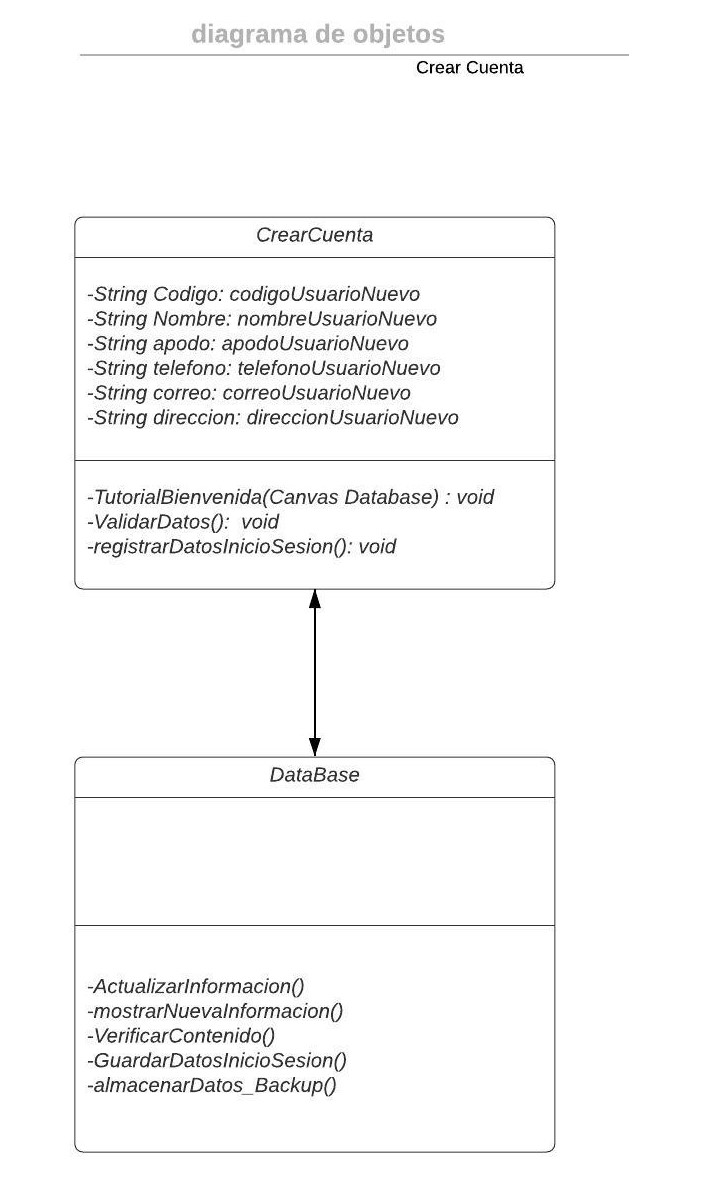 diagrama de objetos
Crear Cuenta
CrearCuenta
-String Codigo: codigoUsuarioNuevo
-String Nombre: nombreUsuarioNuevo
-String apodo: apodoUsuarioNuevo
-String telefono: telefonoUsuarioNuevo
-String correo: correoUsuarioNuevo
-String direccion: direccionUsuarioNuevo
-TutorialBienvenida(Canvas Database) : void
-ValidarDatos():  void
-registrarDatosInicioSesion(): void
DataBase
-ActualizarInformacion()
-mostrarNuevaInformacion()
-VerificarContenido()
-GuardarDatosInicioSesion()
-almacenarDatos_Backup()